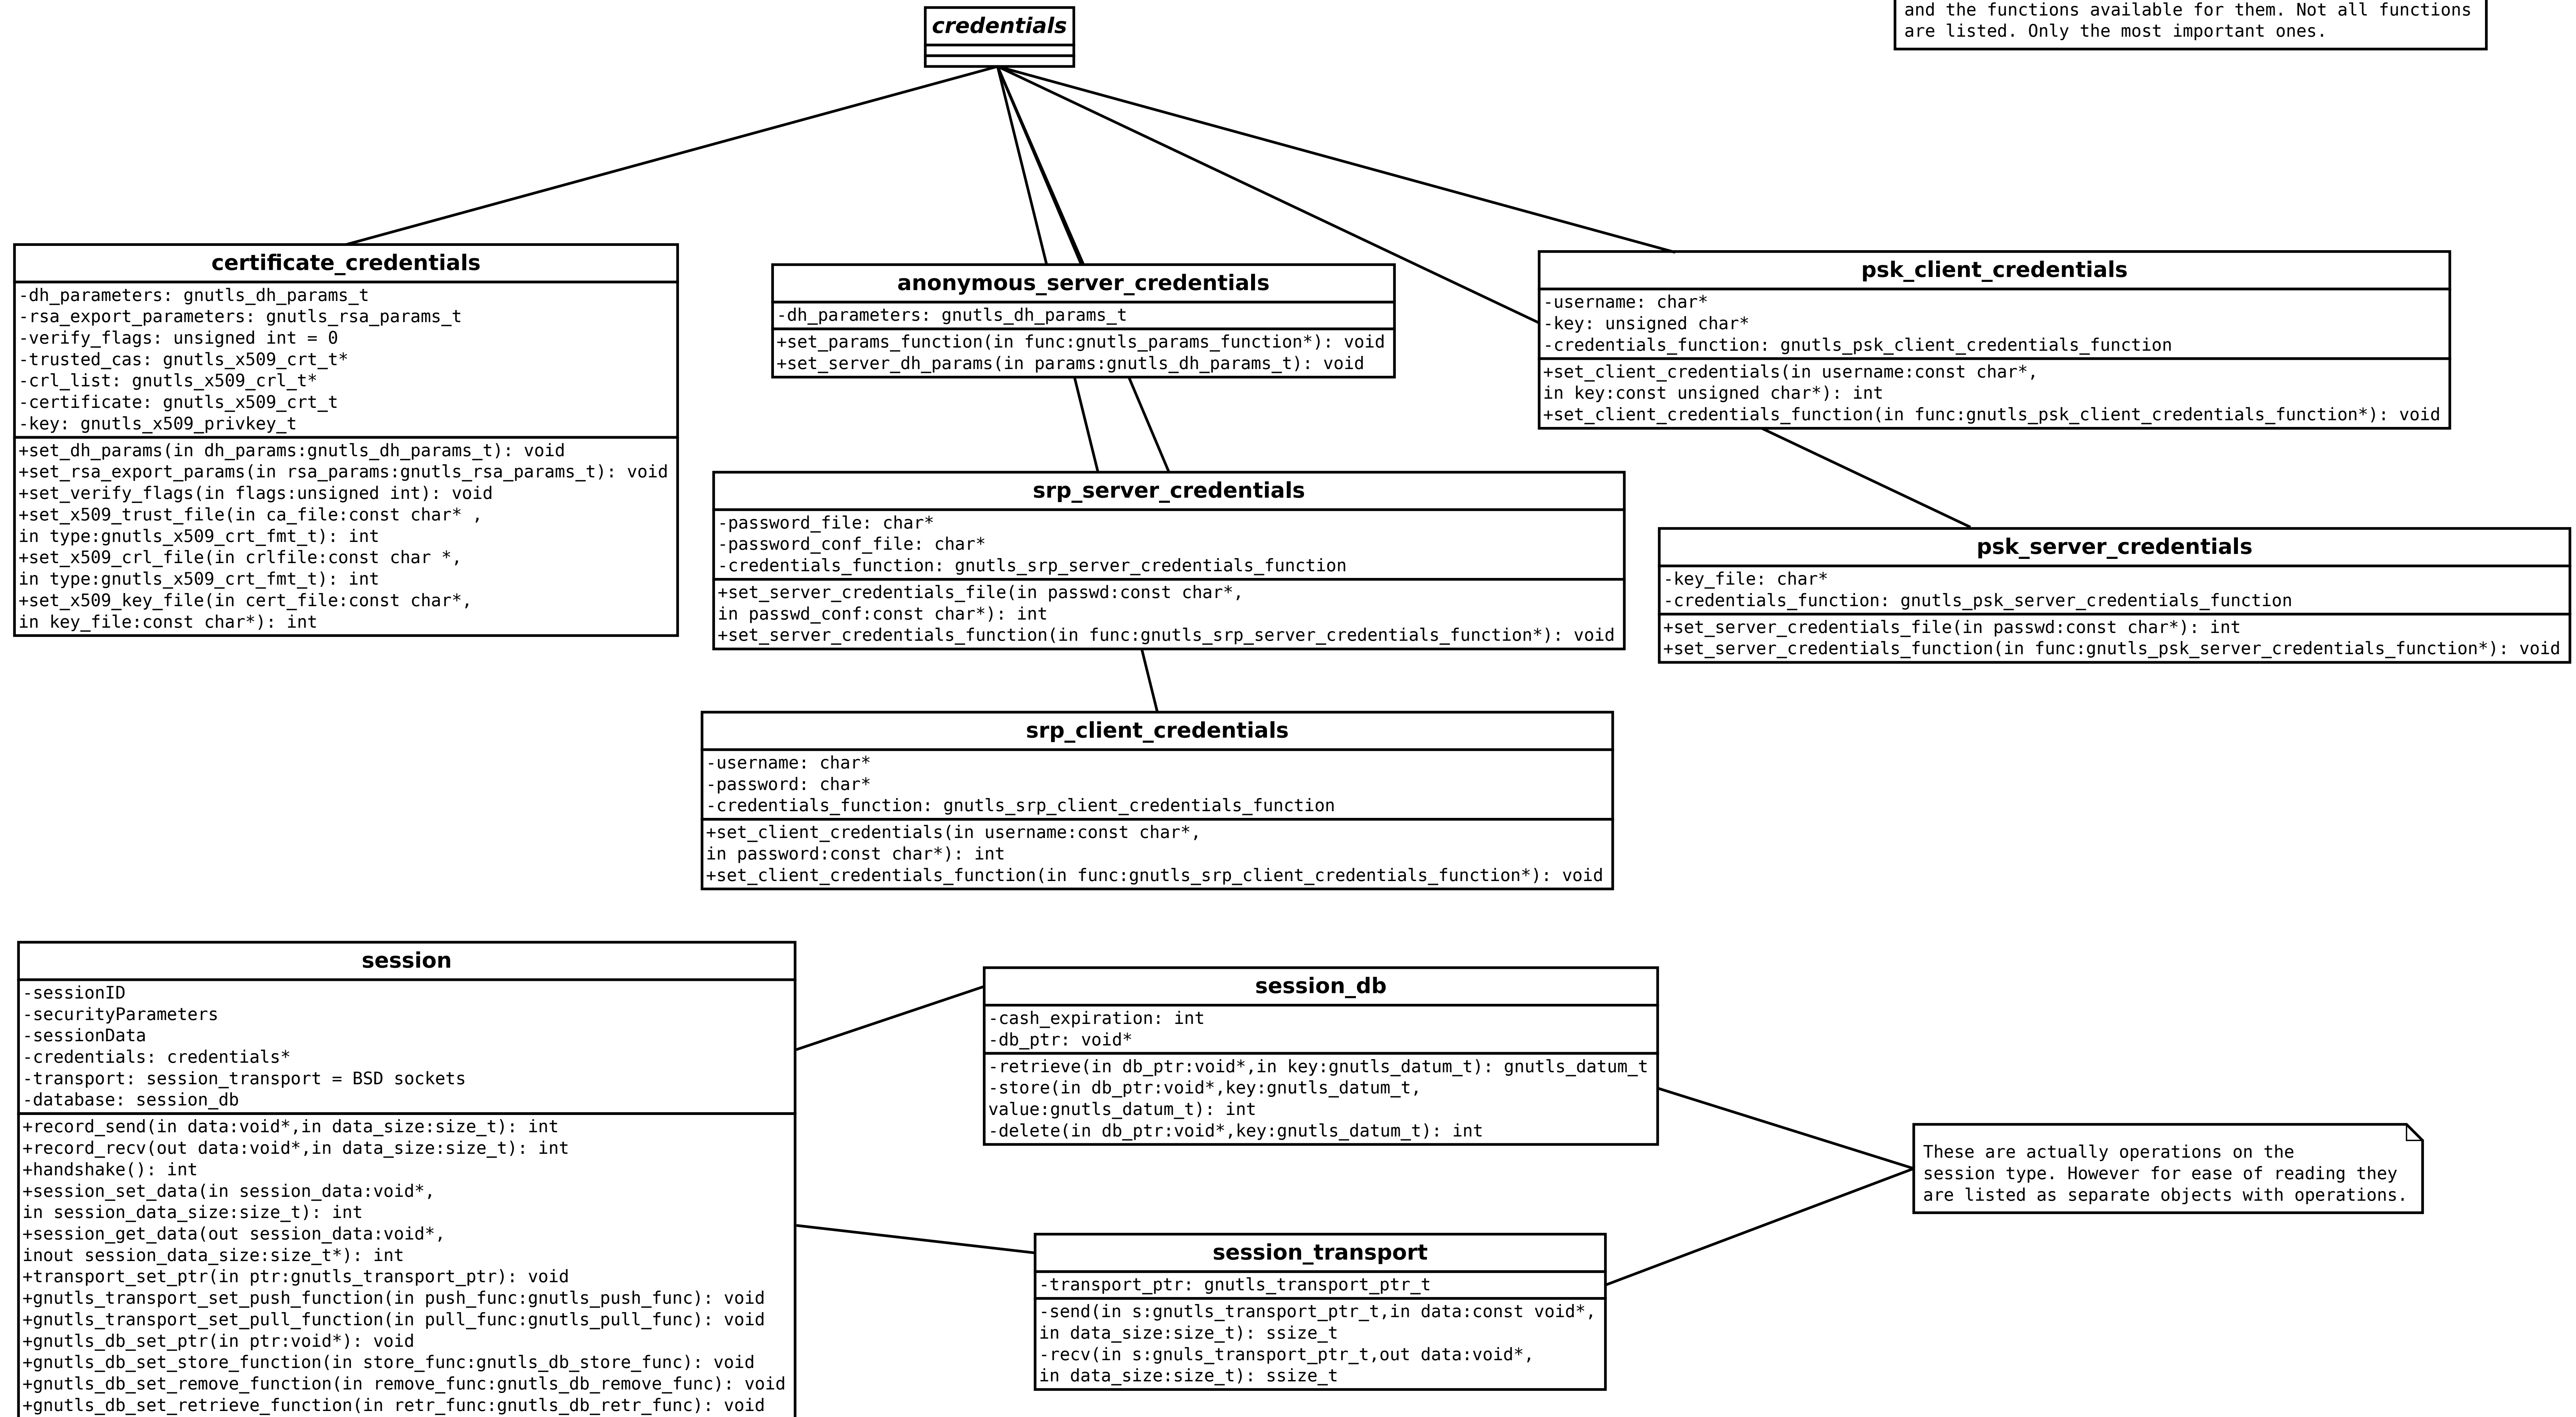 credentials
and the functions available for them. Not all functions
are listed. Only the most important ones.
certificate_credentials
-dh_parameters: gnutls_dh_params_t
-rsa_export_parameters: gnutls_rsa_params_t
-verify_flags: unsigned int = 0
-trusted_cas: gnutls_x509_crt_t*
-crl_list: gnutls_x509_crl_t*
-certificate: gnutls_x509_crt_t
-key: gnutls_x509_privkey_t
+set_dh_params(in dh_params:gnutls_dh_params_t): void
+set_rsa_export_params(in rsa_params:gnutls_rsa_params_t): void
+set_verify_flags(in flags:unsigned int): void
+set_x509_trust_file(in ca_file:const char* ,
in type:gnutls_x509_crt_fmt_t): int
+set_x509_crl_file(in crlfile:const char *,
in type:gnutls_x509_crt_fmt_t): int
+set_x509_key_file(in cert_file:const char*,
in key_file:const char*): int
anonymous_server_credentials
-dh_parameters: gnutls_dh_params_t
+set_params_function(in func:gnutls_params_function*): void
+set_server_dh_params(in params:gnutls_dh_params_t): void
psk_client_credentials
-username: char*
-key: unsigned char*
-credentials_function: gnutls_psk_client_credentials_function
+set_client_credentials(in username:const char*,
in key:const unsigned char*): int
+set_client_credentials_function(in func:gnutls_psk_client_credentials_function*): void
srp_server_credentials
-password_file: char*
-password_conf_file: char*
-credentials_function: gnutls_srp_server_credentials_function
+set_server_credentials_file(in passwd:const char*,
in passwd_conf:const char*): int
+set_server_credentials_function(in func:gnutls_srp_server_credentials_function*): void
psk_server_credentials
-key_file: char*
-credentials_function: gnutls_psk_server_credentials_function
+set_server_credentials_file(in passwd:const char*): int
+set_server_credentials_function(in func:gnutls_psk_server_credentials_function*): void
srp_client_credentials
-username: char*
-password: char*
-credentials_function: gnutls_srp_client_credentials_function
+set_client_credentials(in username:const char*,
in password:const char*): int
+set_client_credentials_function(in func:gnutls_srp_client_credentials_function*): void
session
-sessionID
-securityParameters
-sessionData
-credentials: credentials*
-transport: session_transport = BSD sockets
-database: session_db
+record_send(in data:void*,in data_size:size_t): int
+record_recv(out data:void*,in data_size:size_t): int
+handshake(): int
+session_set_data(in session_data:void*,
in session_data_size:size_t): int
+session_get_data(out session_data:void*,
inout session_data_size:size_t*): int
+transport_set_ptr(in ptr:gnutls_transport_ptr): void
+gnutls_transport_set_push_function(in push_func:gnutls_push_func): void
+gnutls_transport_set_pull_function(in pull_func:gnutls_pull_func): void
+gnutls_db_set_ptr(in ptr:void*): void
+gnutls_db_set_store_function(in store_func:gnutls_db_store_func): void
+gnutls_db_set_remove_function(in remove_func:gnutls_db_remove_func): void
+gnutls_db_set_retrieve_function(in retr_func:gnutls_db_retr_func): void
session_db
-cash_expiration: int
-db_ptr: void*
-retrieve(in db_ptr:void*,in key:gnutls_datum_t): gnutls_datum_t
-store(in db_ptr:void*,key:gnutls_datum_t,
value:gnutls_datum_t): int
-delete(in db_ptr:void*,key:gnutls_datum_t): int
These are actually operations on the
session type. However for ease of reading they
are listed as separate objects with operations.
session_transport
-transport_ptr: gnutls_transport_ptr_t
-send(in s:gnutls_transport_ptr_t,in data:const void*,
in data_size:size_t): ssize_t
-recv(in s:gnuls_transport_ptr_t,out data:void*,
in data_size:size_t): ssize_t